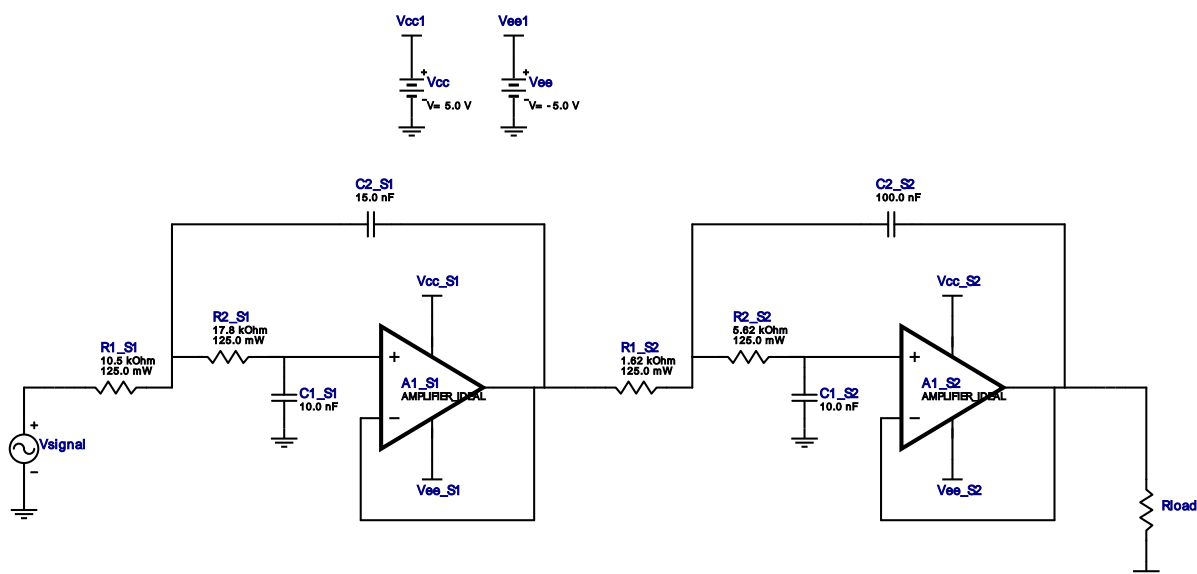 Vcc1
Vee1
+
Vcc
-
V= 5.0 V
+
Vee
-
V= -5.0 V
C2_S1
15.0 nF
C2_S2
100.0 nF
Vcc_S1
Vcc_S2
R2_S1
17.8 kOhm
125.0 mW
R2_S2
5.62 kOhm
125.0 mW
R1_S1
10.5 kOhm
125.0 mW
R1_S2
1.62 kOhm
125.0 mW
+
+
A1_S1
AMPLIFIER_IDEAL
A1_S2
AMPLIFIER_IDEAL
C1_S1
10.0 nF
C1_S2
10.0 nF
-
-
+
Vsignal
-
Vee_S1
Vee_S2
Rload